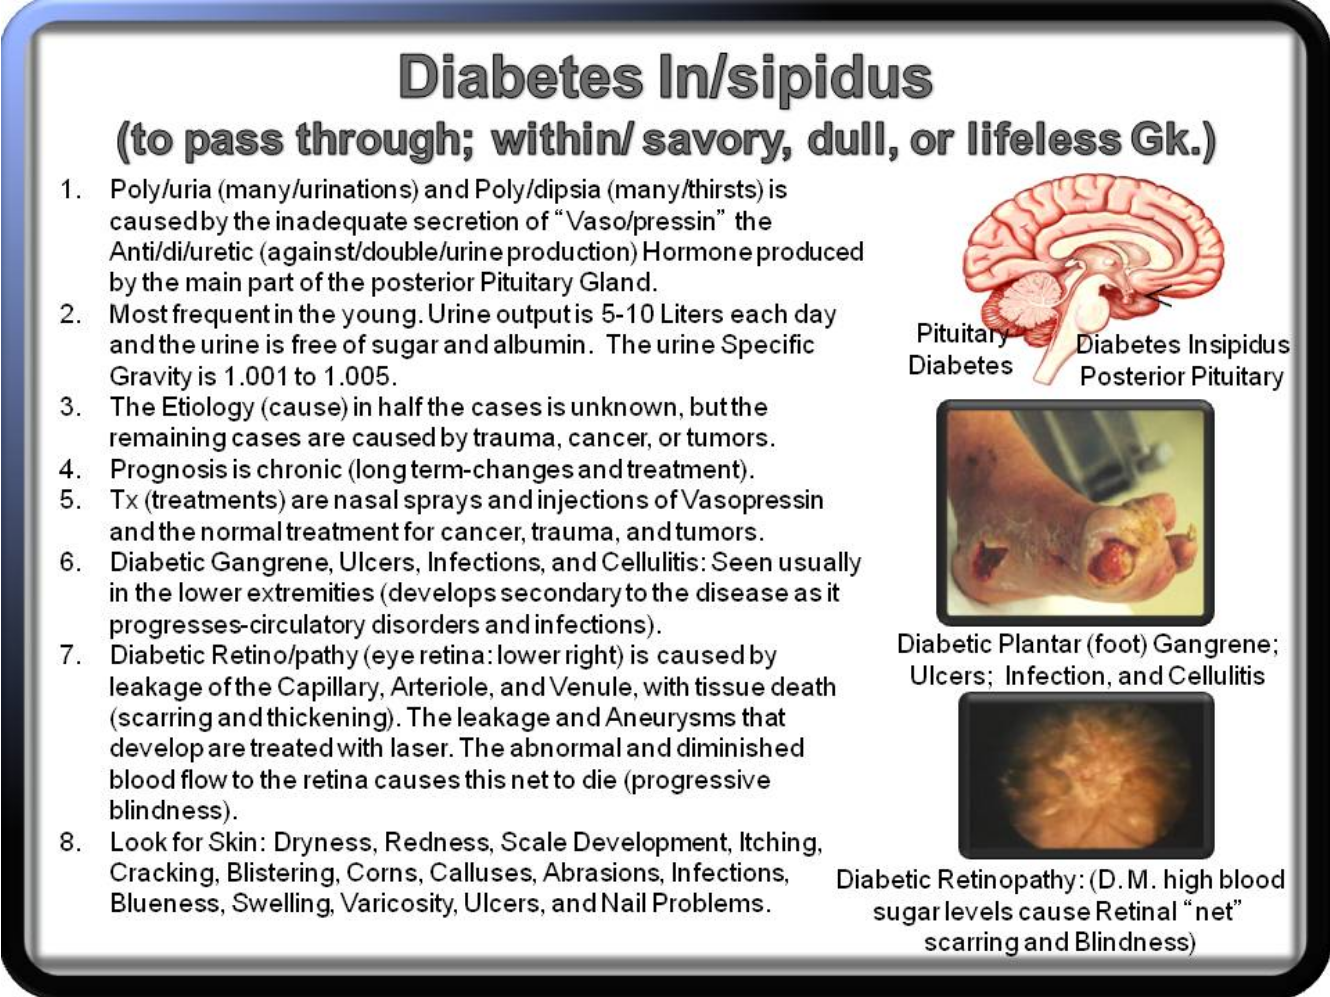 Diabetes In/sipidus
(to pass through; within/ savory, dull, or lifeless Gk.)
1. Poly/uria (many/urinations) and Poly/dipsia (many/thirsts) is
caused by the inadequate secretion of “Vaso/pressin” the
Anti/di/uretic (against/double/urine production) Hormone produced
by the main part of the posterior Pituitary Gland.
2. Most frequent in the young. Urine output is 5-10 Liters each day
and the urine is free of sugar and albumin. The urine Specific
Gravity is 1.001 to 1.005.
3. The Etiology (cause) in half the cases is unknown, but the
remaining cases are caused by trauma, cancer, or tumors.
4. Prognosis is chronic (long term-changes and treatment).
5. Tx (treatments) are nasal sprays and injections of Vasopressin
and the normal treatment for cancer, trauma, and tumors.
6. Diabetic Gangrene, Ulcers, Infections, and Cellulitis: Seen usually
in the lower extremities (develops secondary to the disease as it
progresses-circulatory disorders and infections).
7. Diabetic Retino/pathy (eye retina: lower right) is caused by
leakage of the Capillary, Arteriole, and Venule, with tissue death
(scarring and thickening). The leakage and Aneurysms that
develop are treated with laser. The abnormal and diminished
blood flow to the retina causes this net to die (progressive
blindness).
8. Look for Skin: Dryness, Redness, Scale Development, Itching,
Cracking, Blistering, Corns, Calluses, Abrasions, Infections,
Blueness, Swelling, Varicosity, Ulcers, and Nail Problems.
Pituitary
Diabetes
Diabetes Insipidus
Posterior Pituitary
Diabetic Plantar (foot) Gangrene;
Ulcers; Infection, and Cellulitis
Diabetic Retinopathy: (D.M. high blood
sugar levels cause Retinal “net”
scarring and Blindness)